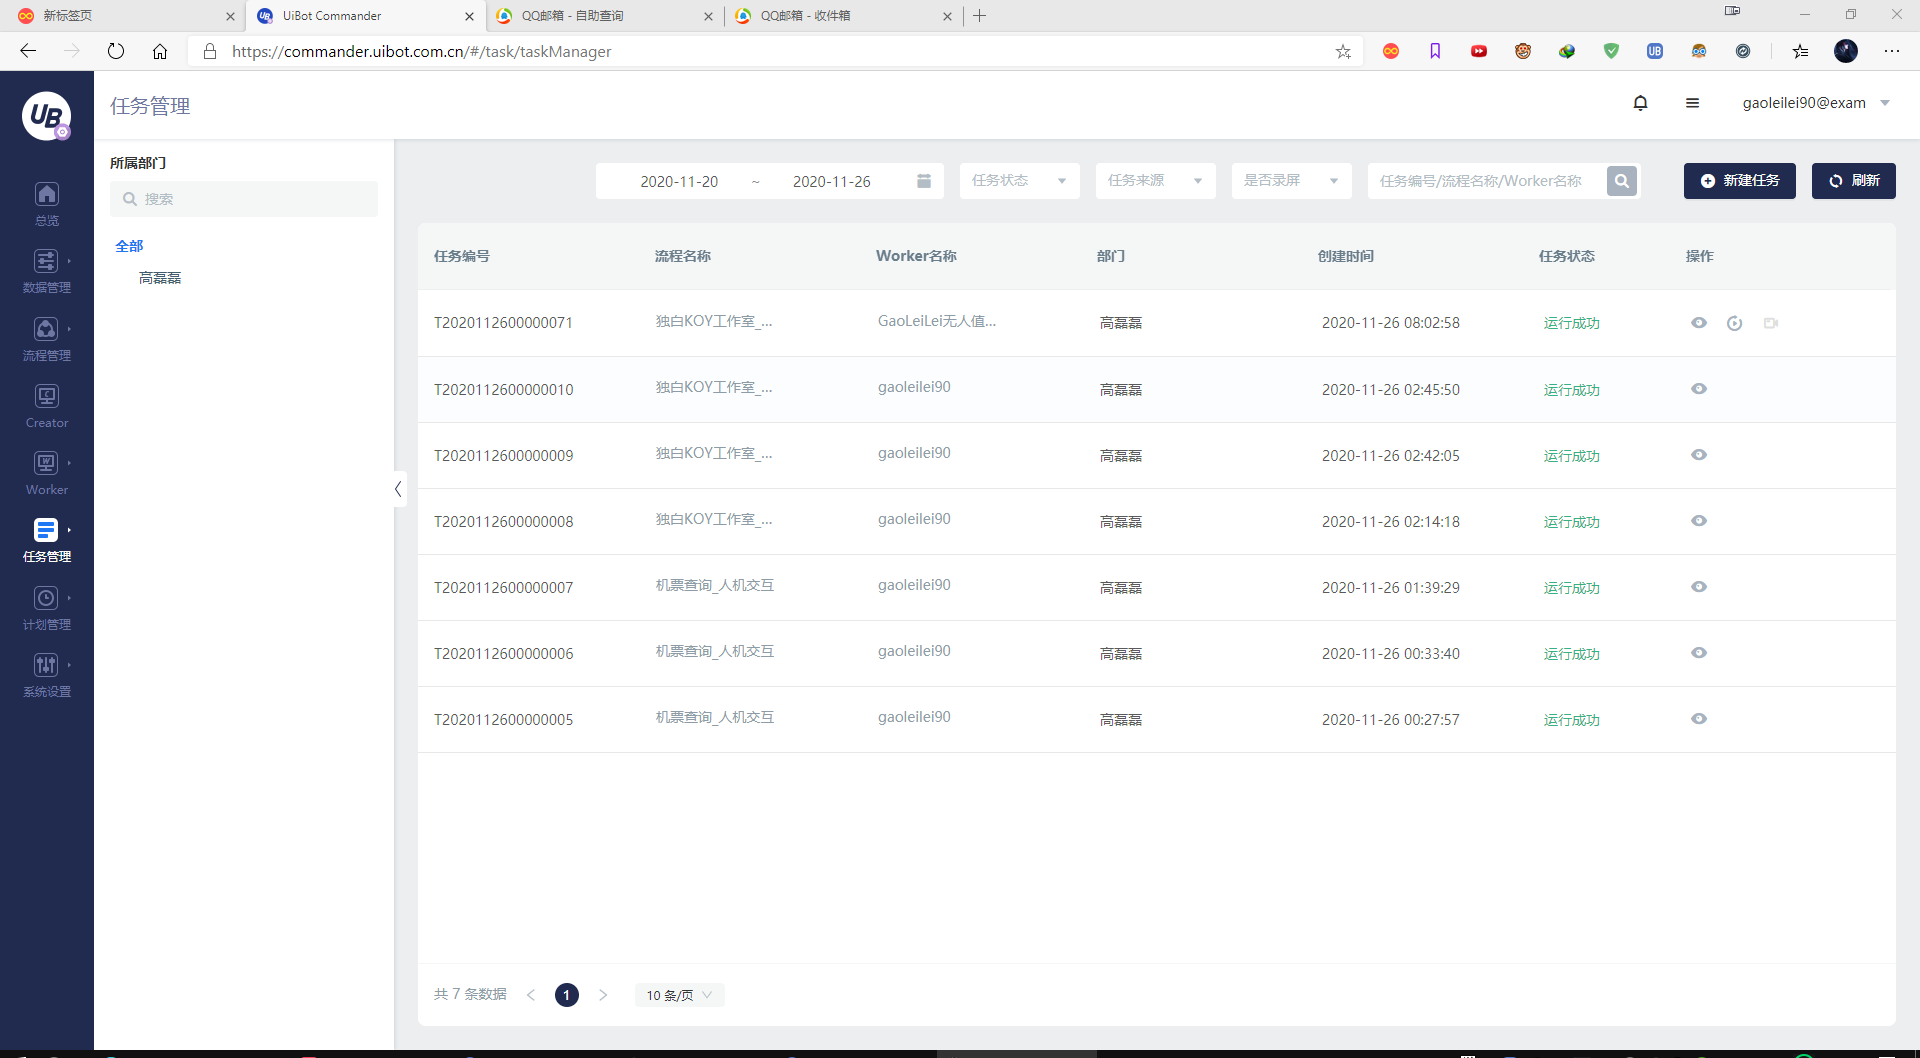 新标签页
UiBot Commander
QQ邮箱 - 自助查询
QQ邮箱 - 收件箱
https://commander.uibot.com.cn/#/task/taskManager
UB
UB
任务管理
gaoleilei90@exam
总览
数据管理
流程管理
Creator
Worker
任务管理
计划管理
系统设置
所属部门
搜索
全部
高磊磊
2020-11-20 ~ 2020-11-26
任务状态
任务来源
是否录屏
任务编号/流程名称/Worker名称
新建任务
刷新
任务编号 流程名称 Worker名称 部门 创建时间 任务状态 操作
T2020112600000071 独白KOY工作室_... GaoLeiLei无人值... 高磊磊 2020-11-26 08:02:58 运行成功
T2020112600000010 独白KOY工作室_... gaoleilei90 高磊磊 2020-11-26 02:45:50 运行成功
T2020112600000009 独白KOY工作室_... gaoleilei90 高磊磊 2020-11-26 02:42:05 运行成功
T2020112600000008 独白KOY工作室_... gaoleilei90 高磊磊 2020-11-26 02:14:18 运行成功
T2020112600000007 机票查询_人机交互 gaoleilei90 高磊磊 2020-11-26 01:39:29 运行成功
T2020112600000006 机票查询_人机交互 gaoleilei90 高磊磊 2020-11-26 00:33:40 运行成功
T2020112600000005 机票查询_人机交互 gaoleilei90 高磊磊 2020-11-26 00:27:57 运行成功
共 7 条数据 1 10 条/页